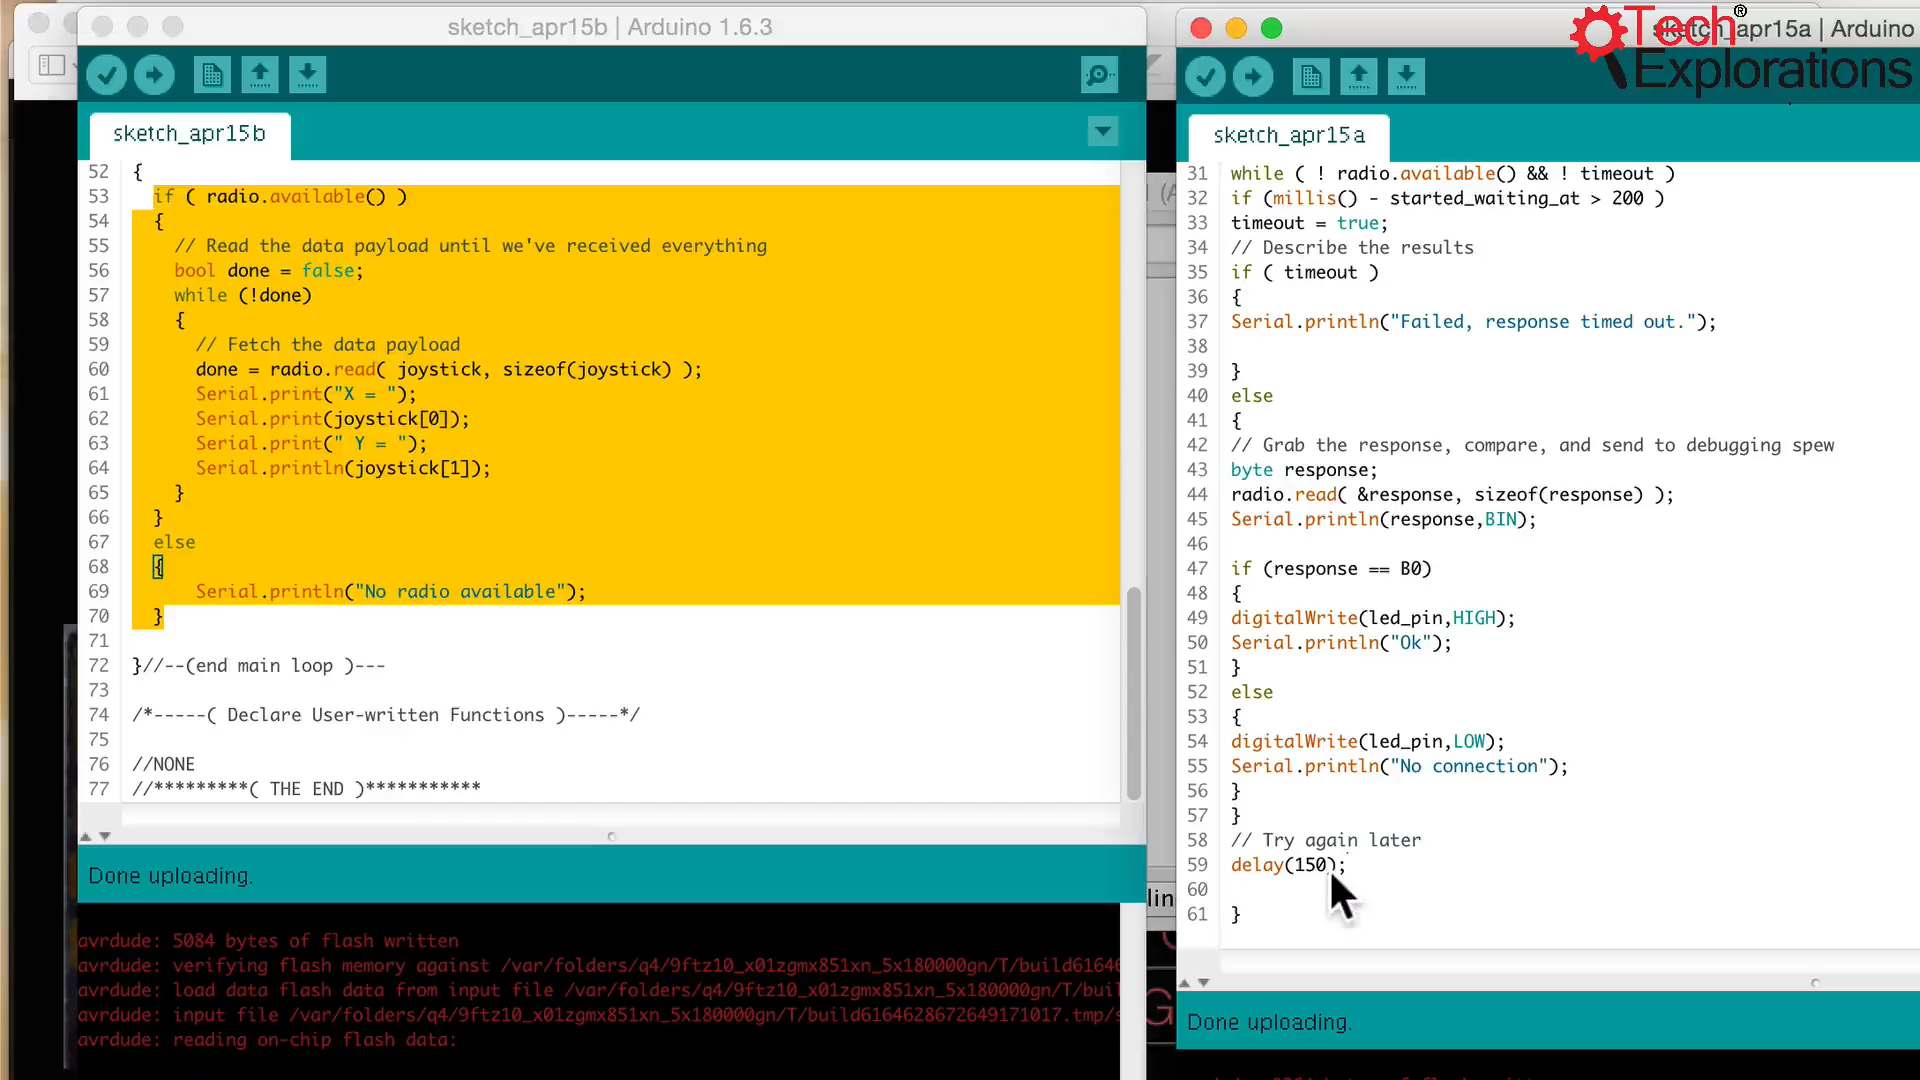 sketch_apr15b | Arduino 1.6.3
sketch_apr15b
52 {
53 if ( radio.available() )
54 {
55 // Read the data payload until we've received everything
56 bool done = false;
57 while (!done)
58 {
59 // Fetch the data payload
60 done = radio.read( joystick, sizeof(joystick) );
61 Serial.print("X = ");
62 Serial.print(joystick[0]);
63 Serial.print(" Y = ");
64 Serial.println(joystick[1]);
65 }
66 }
67 else
68 {
69 Serial.println("No radio available");
70 }
71
72 }//--(end main loop )---
73
74 /*-----( Declare User-written Functions )-----*/
75
76 //NONE
77 //*********( THE END )***********
Done uploading.
avrdude: 5084 bytes of flash written
avrdude: verifying flash memory against /var/folders/q4/9ftz10_x01zgmx851xn_5x180000gn/T/build61646
avrdude: load data flash data from input file /var/folders/q4/9ftz10_x01zgmx851xn_5x180000gn/T/buil
avrdude: input file /var/folders/q4/9ftz10_x01zgmx851xn_5x180000gn/T/build6164628672649171017.tmp/s
avrdude: reading on-chip flash data:
sketch_apr15a | Arduino
Tech®
Explorations
sketch_apr15a
31 while ( ! radio.available() && ! timeout )
32 if (millis() - started_waiting_at > 200 )
33 timeout = true;
34 // Describe the results
35 if ( timeout )
36 {
37 Serial.println("Failed, response timed out.");
38
39 }
40 else
41 {
42 // Grab the response, compare, and send to debugging spew
43 byte response;
44 radio.read( &response, sizeof(response) );
45 Serial.println(response,BIN);
46
47 if (response == B0)
48 {
49 digitalWrite(led_pin,HIGH);
50 Serial.println("Ok");
51 }
52 else
53 {
54 digitalWrite(led_pin,LOW);
55 Serial.println("No connection");
56 }
57 }
58 // Try again later
59 delay(150);
60
61 }
Done uploading.